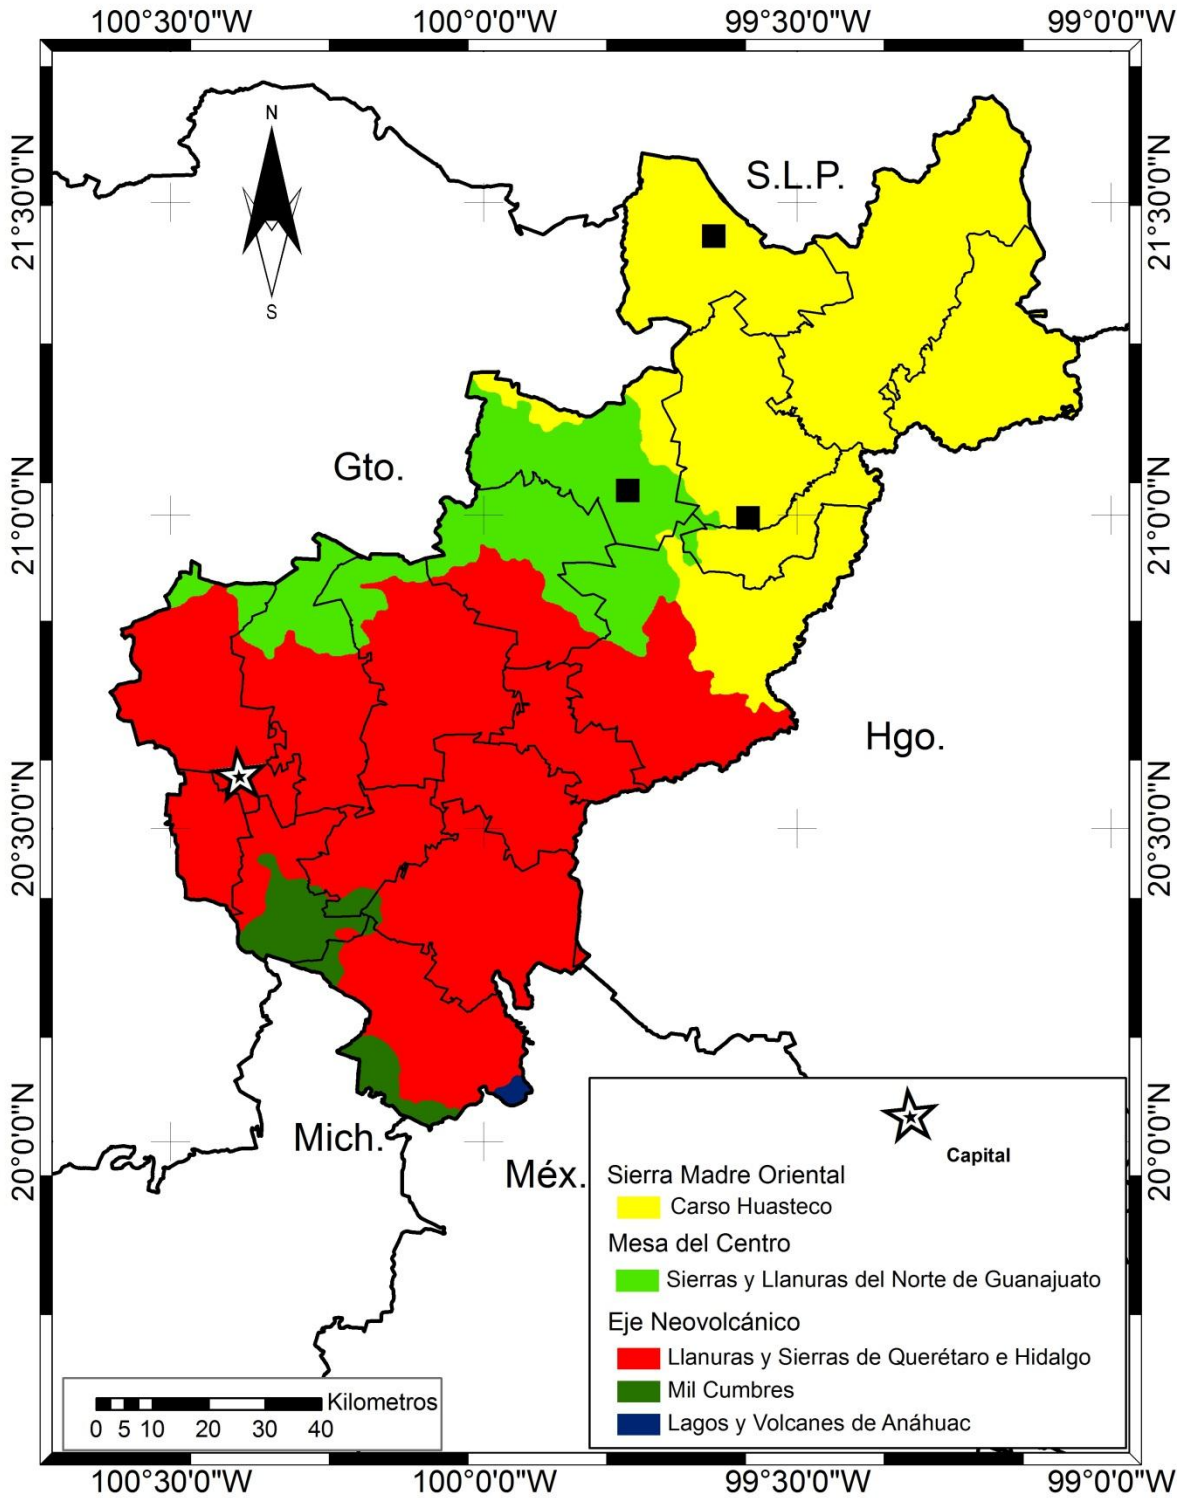 100°30'0"W 100°0'0"W 99°30'0"W 99°0'0"W
N
S.L.P.
21°30'0"N 21°30'0"N
S
Gto.
21°0'0"N 21°0'0"N
Hgo.
20°30'0"N 20°30'0"N
Mich.
Méx.
20°0'0"N 20°0'0"N
Capital
Sierra Madre Oriental
Carso Huasteco
Mesa del Centro
Sierras y Llanuras del Norte de Guanajuato
Eje Neovolcánico
Llanuras y Sierras de Querétaro e Hidalgo
Mil Cumbres
Lagos y Volcanes de Anáhuac
Kilometros
0 5 10 20 30 40
100°30'0"W 100°0'0"W 99°30'0"W 99°0'0"W